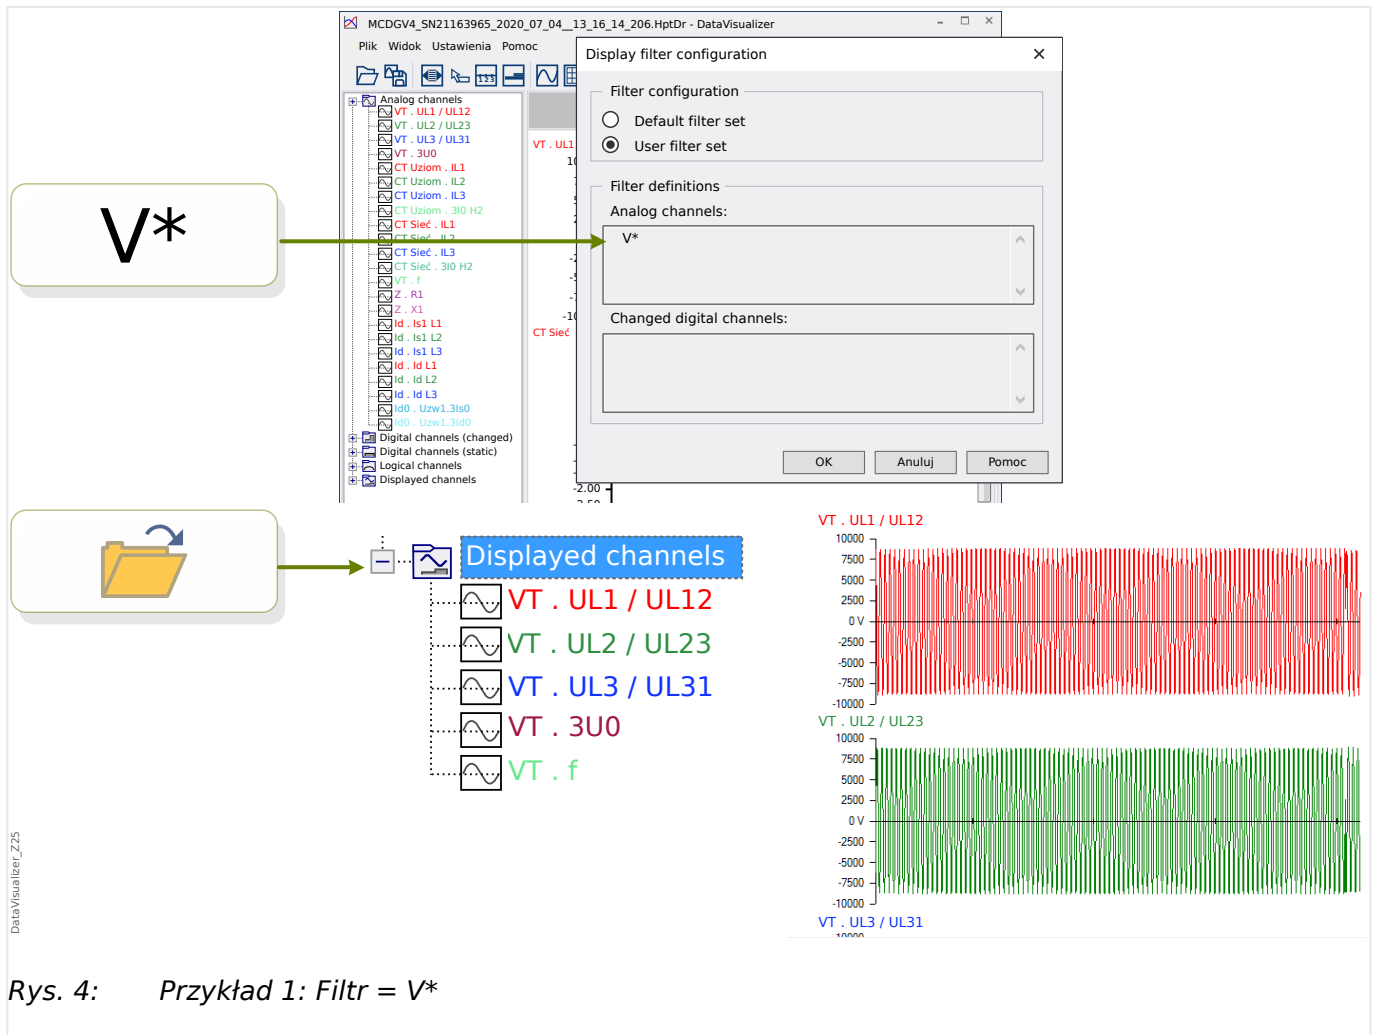 MCDGV4_SN21163965_2020_07_04__13_16_14_206.HptDr - DataVisualizer
Plik Widok Ustawienia Pomoc
Analog channels
VT . UL1 / UL12
VT . UL2 / UL23
VT . UL3 / UL31
VT . 3U0
CT Uziom . IL1
CT Uziom . IL2
CT Uziom . IL3
CT Uziom . 3I0 H2
CT Sieć . IL1
CT Sieć . IL2
CT Sieć . IL3
CT Sieć . 3I0 H2
VT . f
Z . R1
Z . X1
Id . Is1 L1
Id . Is1 L2
Id . Is1 L3
Id . Id L1
Id . Id L2
Id . Id L3
Id0 . Uzw1.3Is0
Id0 . Uzw1.3Id0
Digital channels (changed)
Digital channels (static)
Logical channels
Displayed channels
VT . UL1
CT Sieć
-2.00
Display filter configuration
Filter configuration
Default filter set
User filter set
Filter definitions
Analog channels:
V*
Changed digital channels:
OK Anuluj Pomoc
V*
Displayed channels
VT . UL1 / UL12
VT . UL2 / UL23
VT . UL3 / UL31
VT . 3U0
VT . f
VT . UL1 / UL12
10000
7500
5000
2500
0 V
-2500
-5000
-7500
-10000
VT . UL2 / UL23
10000
7500
5000
2500
0 V
-2500
-5000
-7500
-10000
VT . UL3 / UL31
DataVisualizer_Z25
Rys. 4: Przykład 1: Filtr = V*